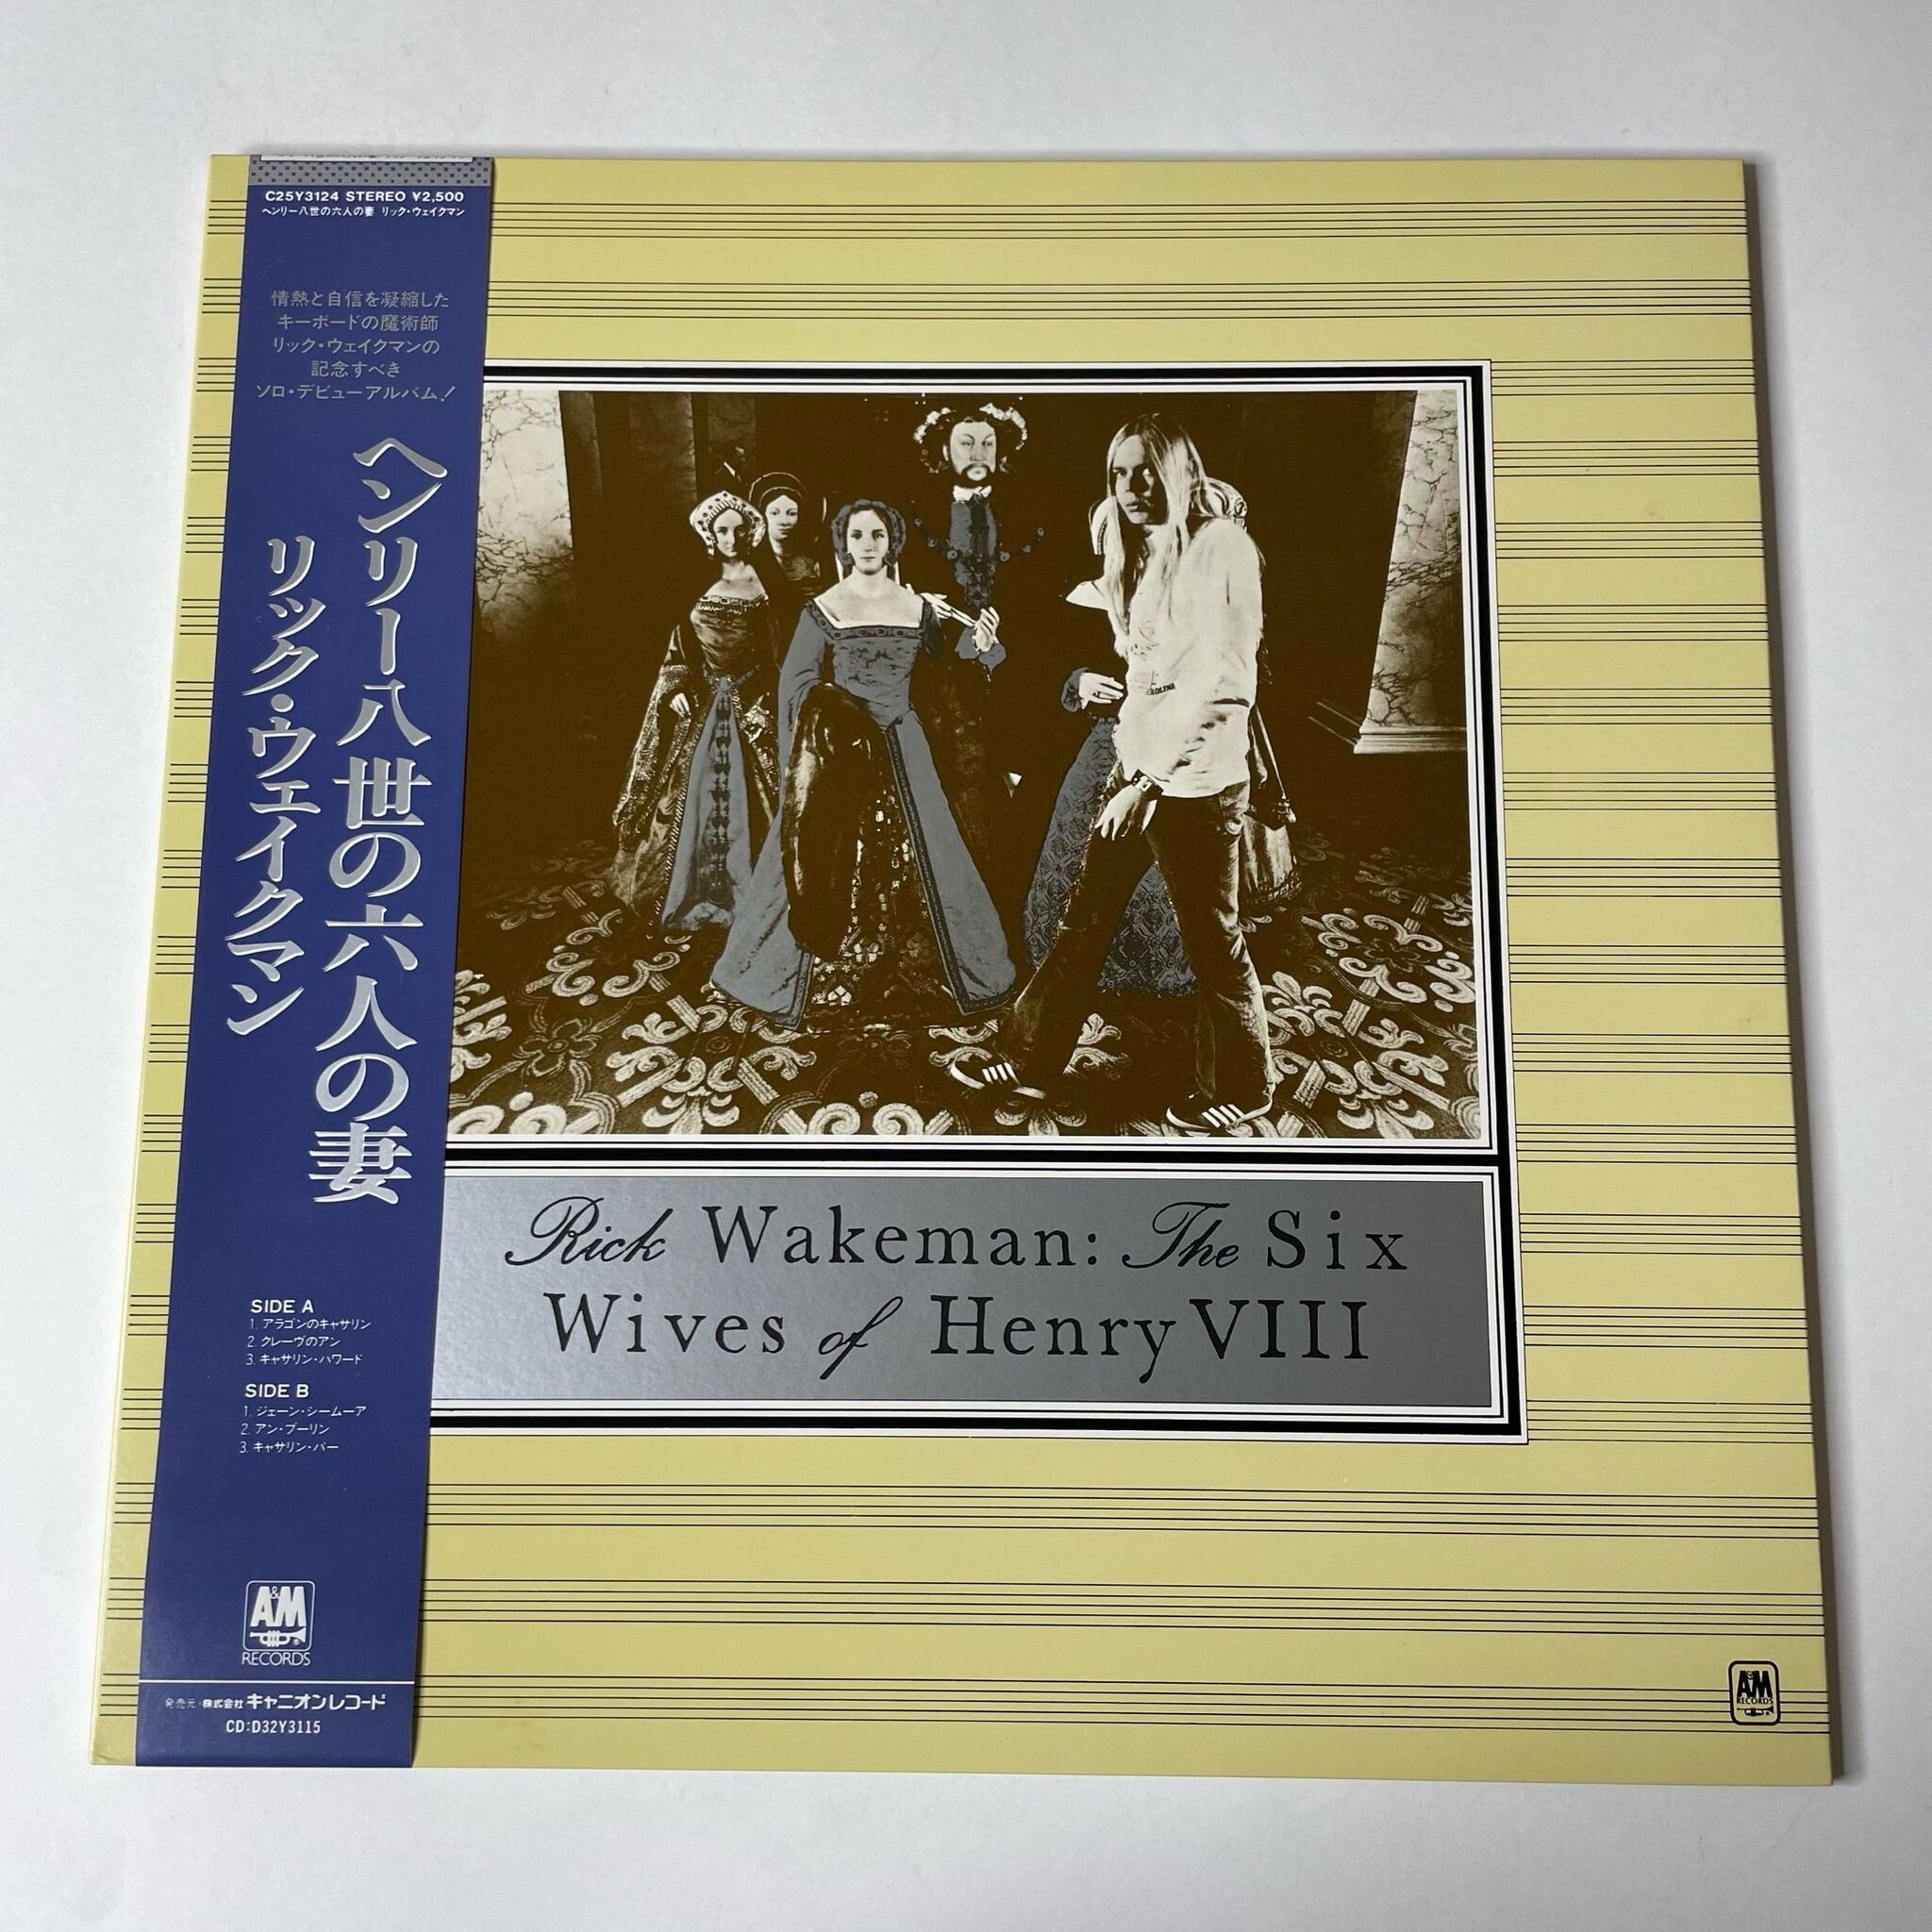 C25Y3124 STEREO ¥2,500
ヘンリー八世の六人の妻 リック・ウェイクマン
情熱と自信を凝縮した
キーボードの魔術師
リック・ウェイクマンの
記念すべき
ソロ・デビューアルバム!
ヘンリー八世の六人の妻
リック・ウェイクマン
SIDE A
1. アラゴンのキャサリン
2. クレーヴのアン
3. キャサリン・ハワード
SIDE B
1. ジェーン・シームーア
2. アン・ブーリン
3. キャサリン・パー
A&M
RECORDS
発売元・株式会社キャニオンレコード
CD:D32Y3115
Rick Wakeman: The Six
Wives of Henry VIII
A&M
RECORDS